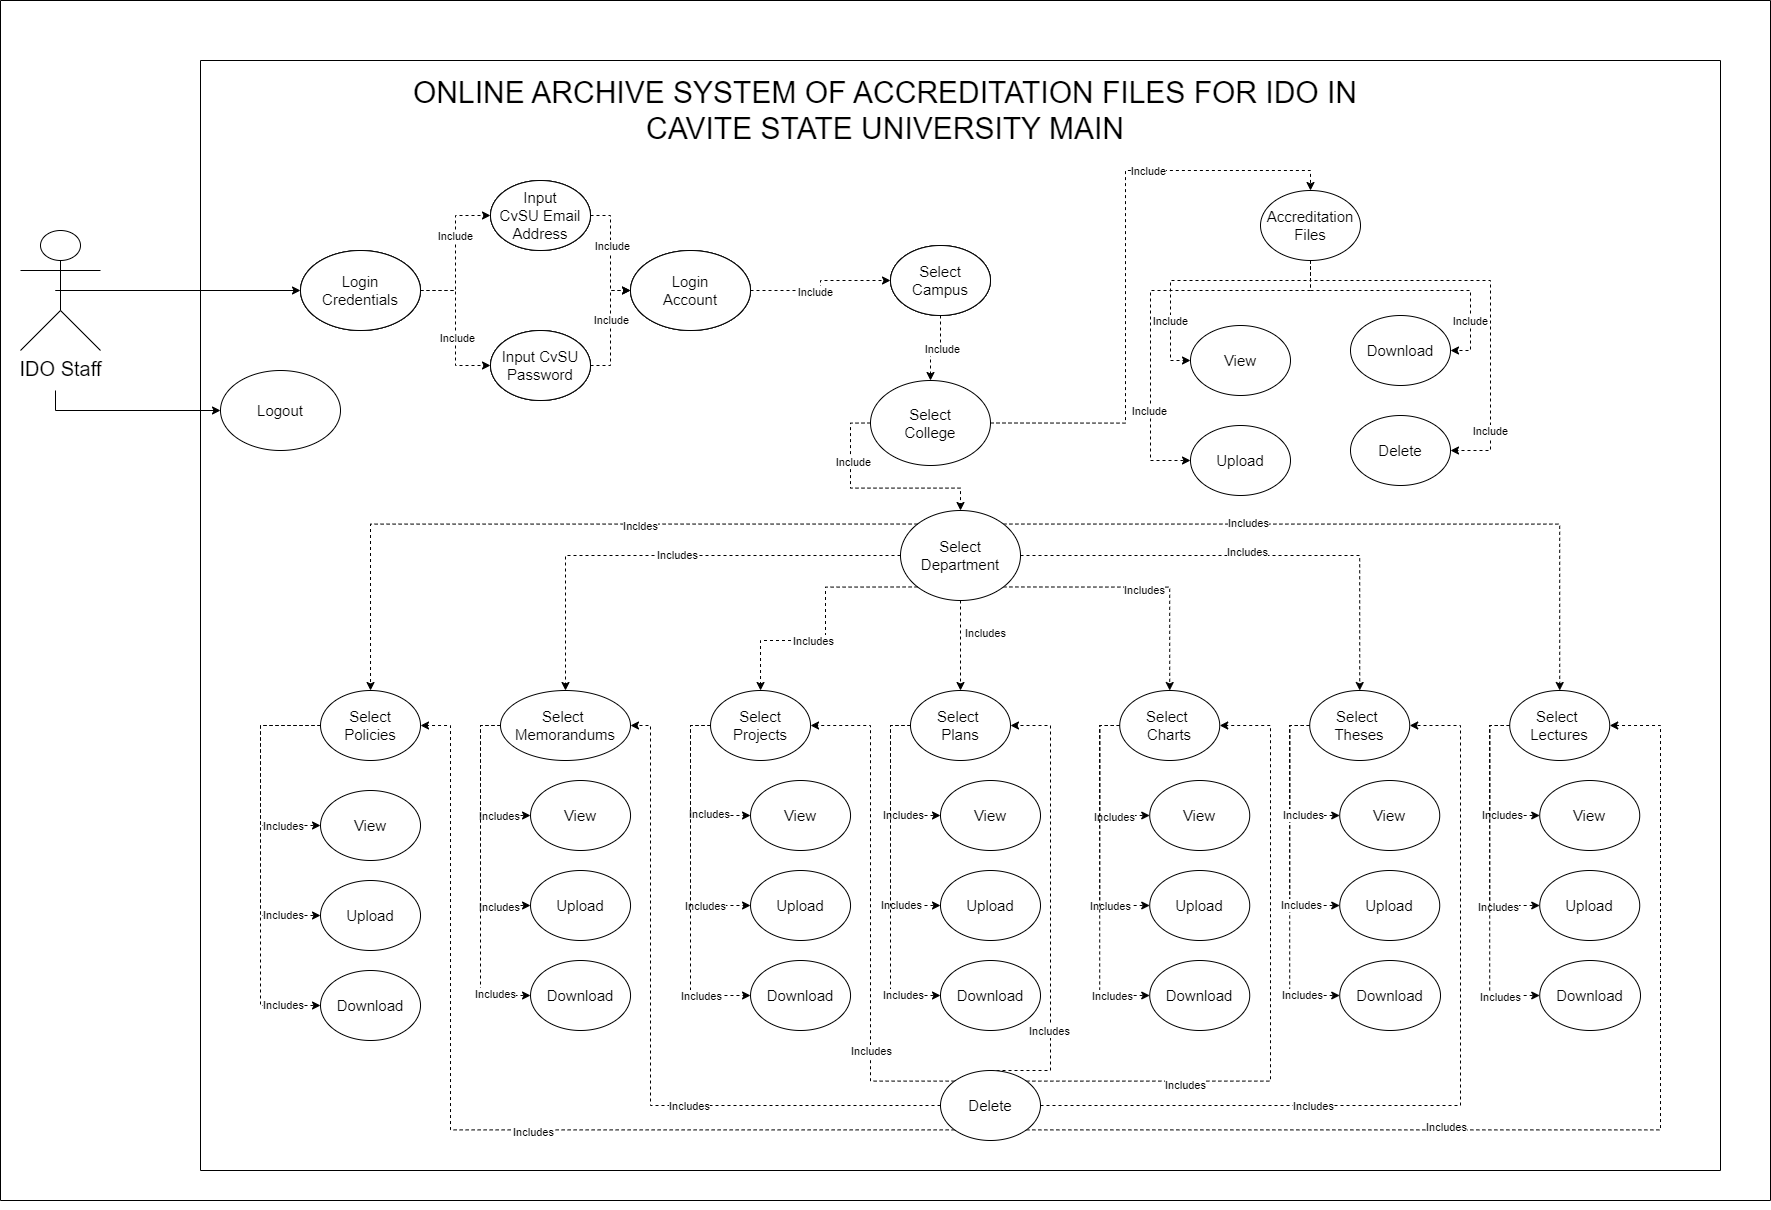 ONLINE ARCHIVE SYSTEM OF ACCREDITATION FILES FOR IDO IN
CAVITE STATE UNIVERSITY MAIN
IDO Staff
Login
Credentials
Logout
Include
Include
Input
CvSU Email
Address
Input CvSU
Password
Include
Include
Login
Account
Include
Select
Campus
Include
Select
College
Include
Include
Accreditation
Files
Include
Include
View
Download
Include
Include
Upload
Delete
Select
Department
Incldes
Includes
Includes
Includes
Includes
Includes
Includes
Select
Policies
Select
Memorandums
Select
Projects
Select
Plans
Select
Charts
Select
Theses
Select
Lectures
Includes
View
Includes
View
Includes
View
Includes
View
Includes
View
Includes
View
Includes
View
Includes
Upload
Includes
Upload
Includes
Upload
Includes
Upload
Includes
Upload
Includes
Upload
Includes
Upload
Includes
Download
Includes
Download
Includes
Download
Includes
Download
Includes
Download
Includes
Download
Includes
Download
Includes
Includes
Includes
Includes
Delete
Includes
Includes
Includes